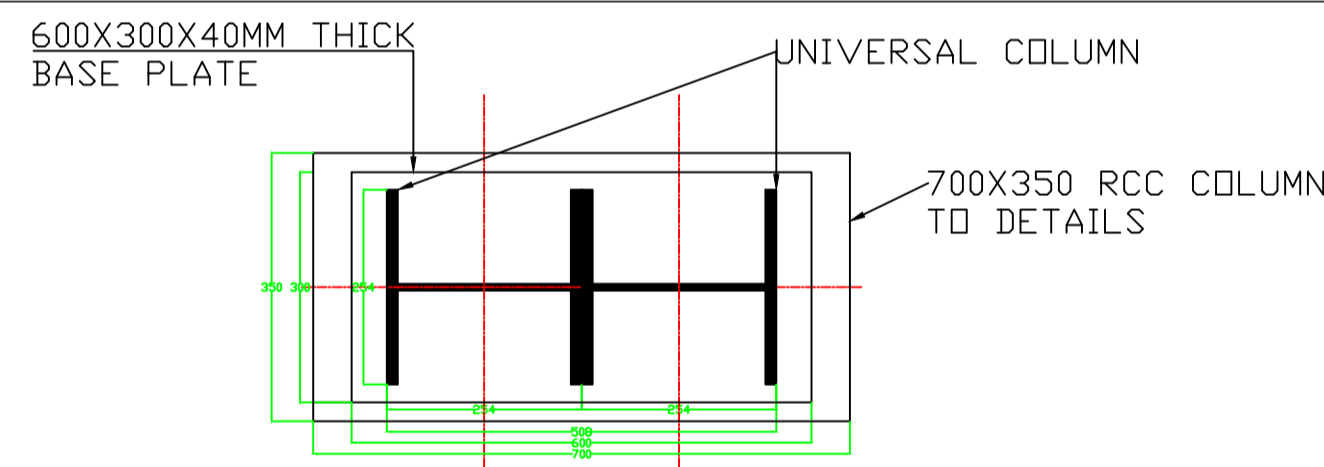 600X300X40MM THICK
BASE PLATE
UNIVERSAL COLUMN
700X350 RCC COLUMN
TO DETAILS
350 300 254
254 254
508
600
700